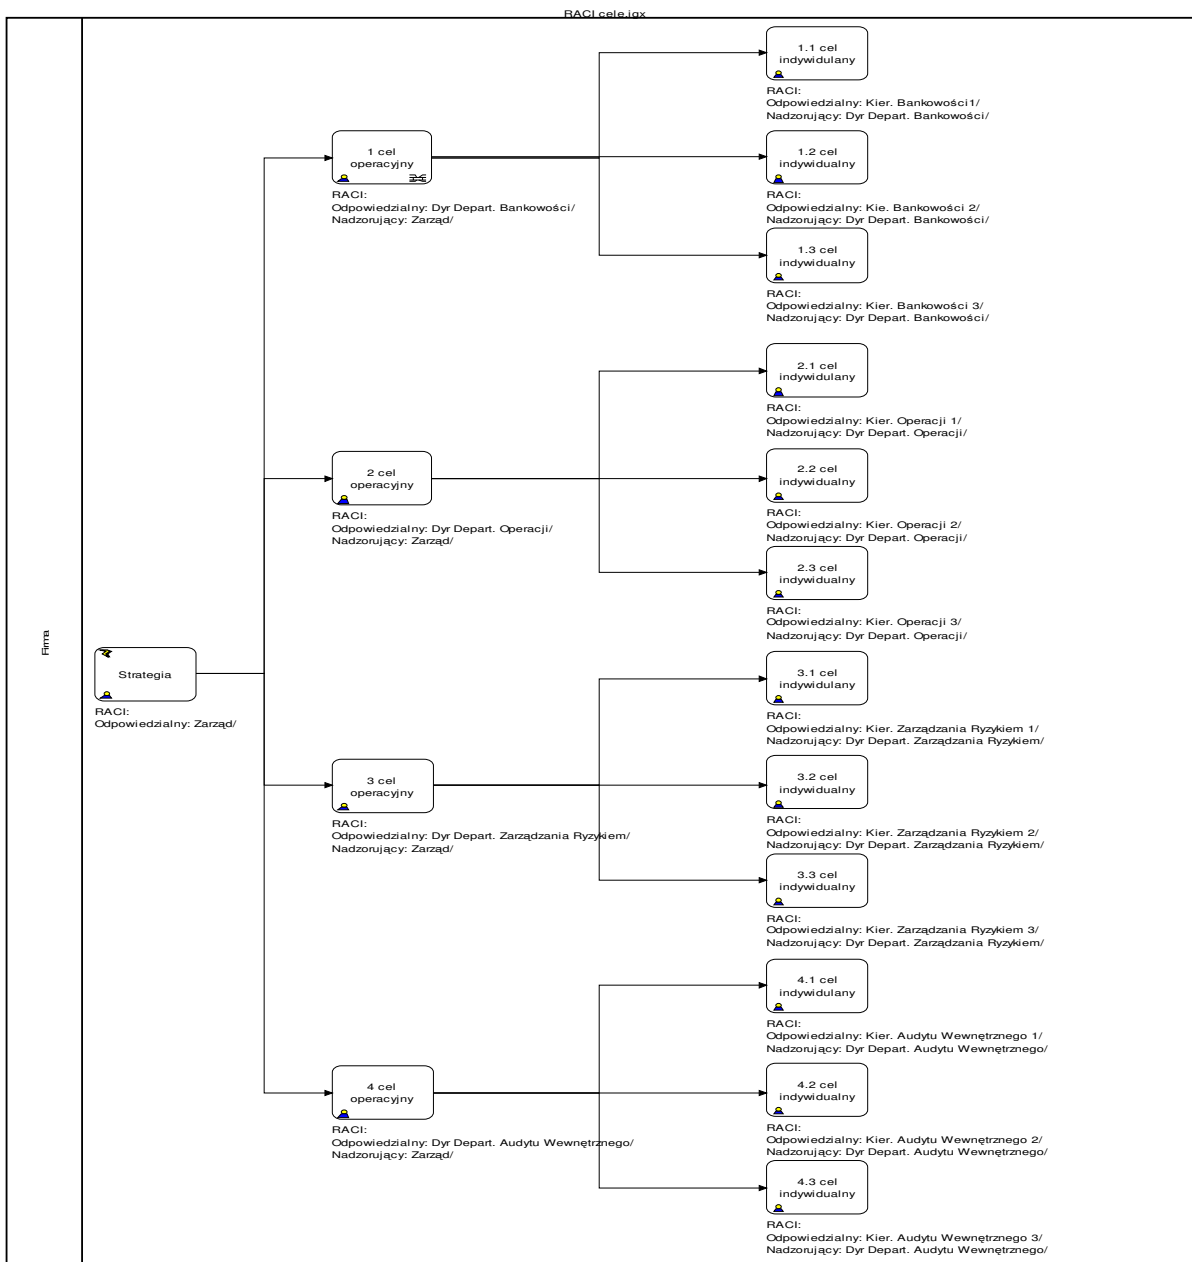 RACI cele.igx
Firma
Strategia
RACI:
Odpowiedzialny: Zarząd/
1 cel
operacyjny
RACI:
Odpowiedzialny: Dyr Depart. Bankowości/
Nadzorujący: Zarząd/
2 cel
operacyjny
RACI:
Odpowiedzialny: Dyr Depart. Operacji/
Nadzorujący: Zarząd/
3 cel
operacyjny
RACI:
Odpowiedzialny: Dyr Depart. Zarządzania Ryzykiem/
Nadzorujący: Zarząd/
4 cel
operacyjny
RACI:
Odpowiedzialny: Dyr Depart. Audytu Wewnętrznego/
Nadzorujący: Zarząd/
1.1 cel
indywidulany
RACI:
Odpowiedzialny: Kier. Bankowości1/
Nadzorujący: Dyr Depart. Bankowości/
1.2 cel
indywidualny
RACI:
Odpowiedzialny: Kie. Bankowości 2/
Nadzorujący: Dyr Depart. Bankowości/
1.3 cel
indywidualny
RACI:
Odpowiedzialny: Kier. Bankowości 3/
Nadzorujący: Dyr Depart. Bankowości/
2.1 cel
indywidulany
RACI:
Odpowiedzialny: Kier. Operacji 1/
Nadzorujący: Dyr Depart. Operacji/
2.2 cel
indywidualny
RACI:
Odpowiedzialny: Kier. Operacji 2/
Nadzorujący: Dyr Depart. Operacji/
2.3 cel
indywidualny
RACI:
Odpowiedzialny: Kier. Operacji 3/
Nadzorujący: Dyr Depart. Operacji/
3.1 cel
indywidulany
RACI:
Odpowiedzialny: Kier. Zarządzania Ryzykiem 1/
Nadzorujący: Dyr Depart. Zarządzania Ryzykiem/
3.2 cel
indywidualny
RACI:
Odpowiedzialny: Kier. Zarządzania Ryzykiem 2/
Nadzorujący: Dyr Depart. Zarządzania Ryzykiem/
3.3 cel
indywidualny
RACI:
Odpowiedzialny: Kier. Zarządzania Ryzykiem 3/
Nadzorujący: Dyr Depart. Zarządzania Ryzykiem/
4.1 cel
indywidulany
RACI:
Odpowiedzialny: Kier. Audytu Wewnętrznego 1/
Nadzorujący: Dyr Depart. Audytu Wewnętrznego/
4.2 cel
indywidualny
RACI:
Odpowiedzialny: Kier. Audytu Wewnętrznego 2/
Nadzorujący: Dyr Depart. Audytu Wewnętrznego/
4.3 cel
indywidualny
RACI:
Odpowiedzialny: Kier. Audytu Wewnętrznego 3/
Nadzorujący: Dyr Depart. Audytu Wewnętrznego/